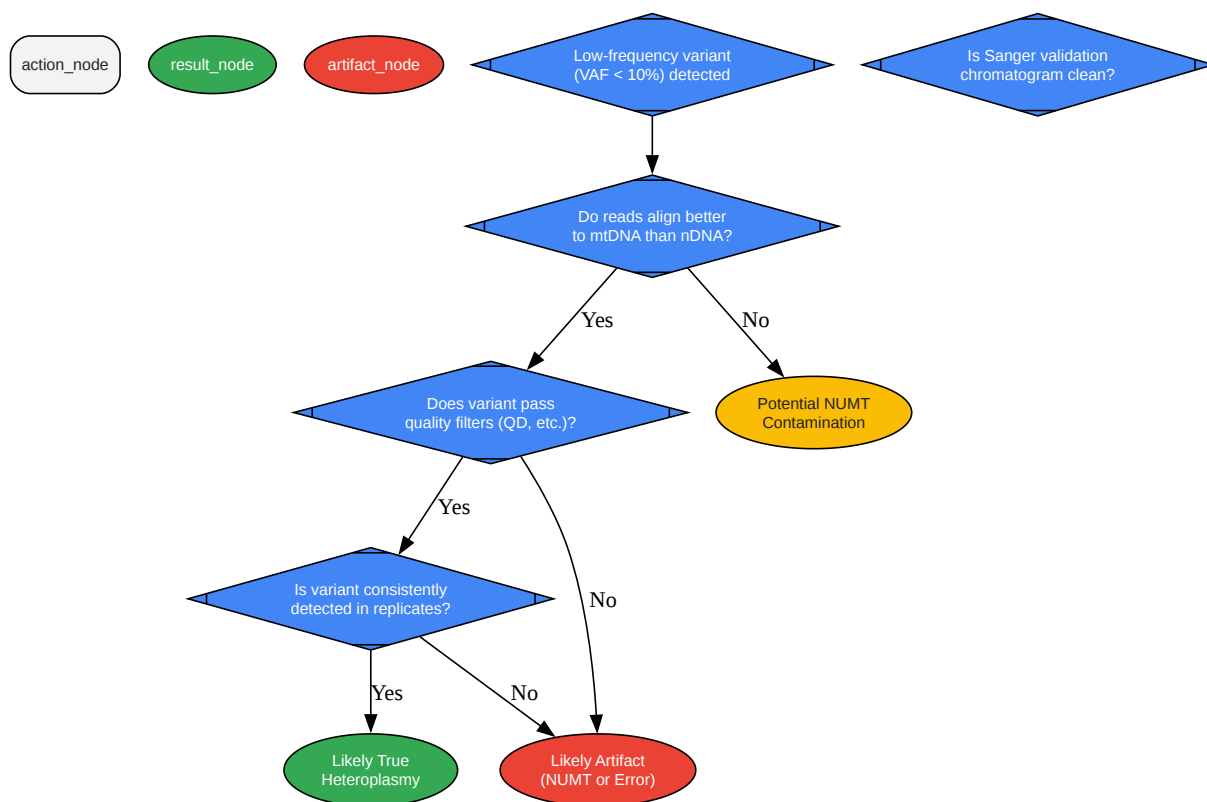 action_node
result_node
artifact_node
Low-frequency variant
(VAF < 10%) detected
Is Sanger validation
chromatogram clean?
Do reads align better
to mtDNA than nDNA?
Yes
No
Does variant pass
quality filters (QD, etc.)?
Potential NUMT
Contamination
Yes
Is variant consistently
detected in replicates?
No
Yes
No
Likely True
Heteroplasmy
Likely Artifact
(NUMT or Error)